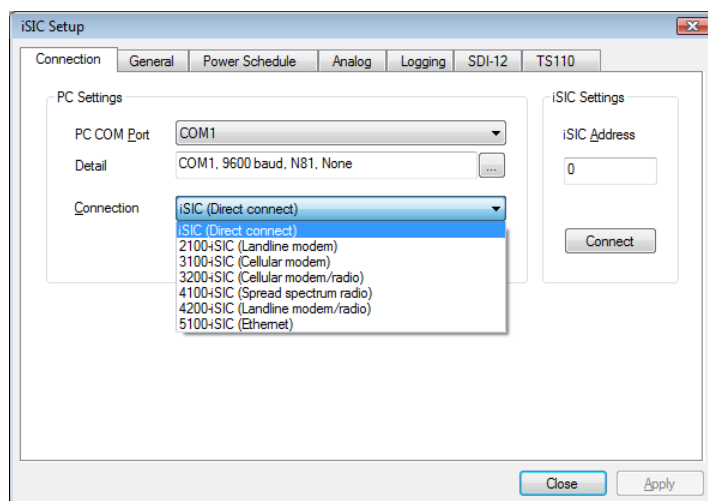 iSIC Setup
Connection General Power Schedule Analog Logging SDI-12 TS110
PC Settings
PC COM Port COM1
Detail COM1, 9600 baud, N81, None ...
Connection iSIC (Direct connect)
iSIC (Direct connect)
2100-iSIC (Landline modem)
3100-iSIC (Cellular modem)
3200-iSIC (Cellular modem/radio)
4100-iSIC (Spread spectrum radio)
4200-iSIC (Landline modem/radio)
5100-iSIC (Ethernet)
iSIC Settings
iSIC Address
0
Connect
Close Apply